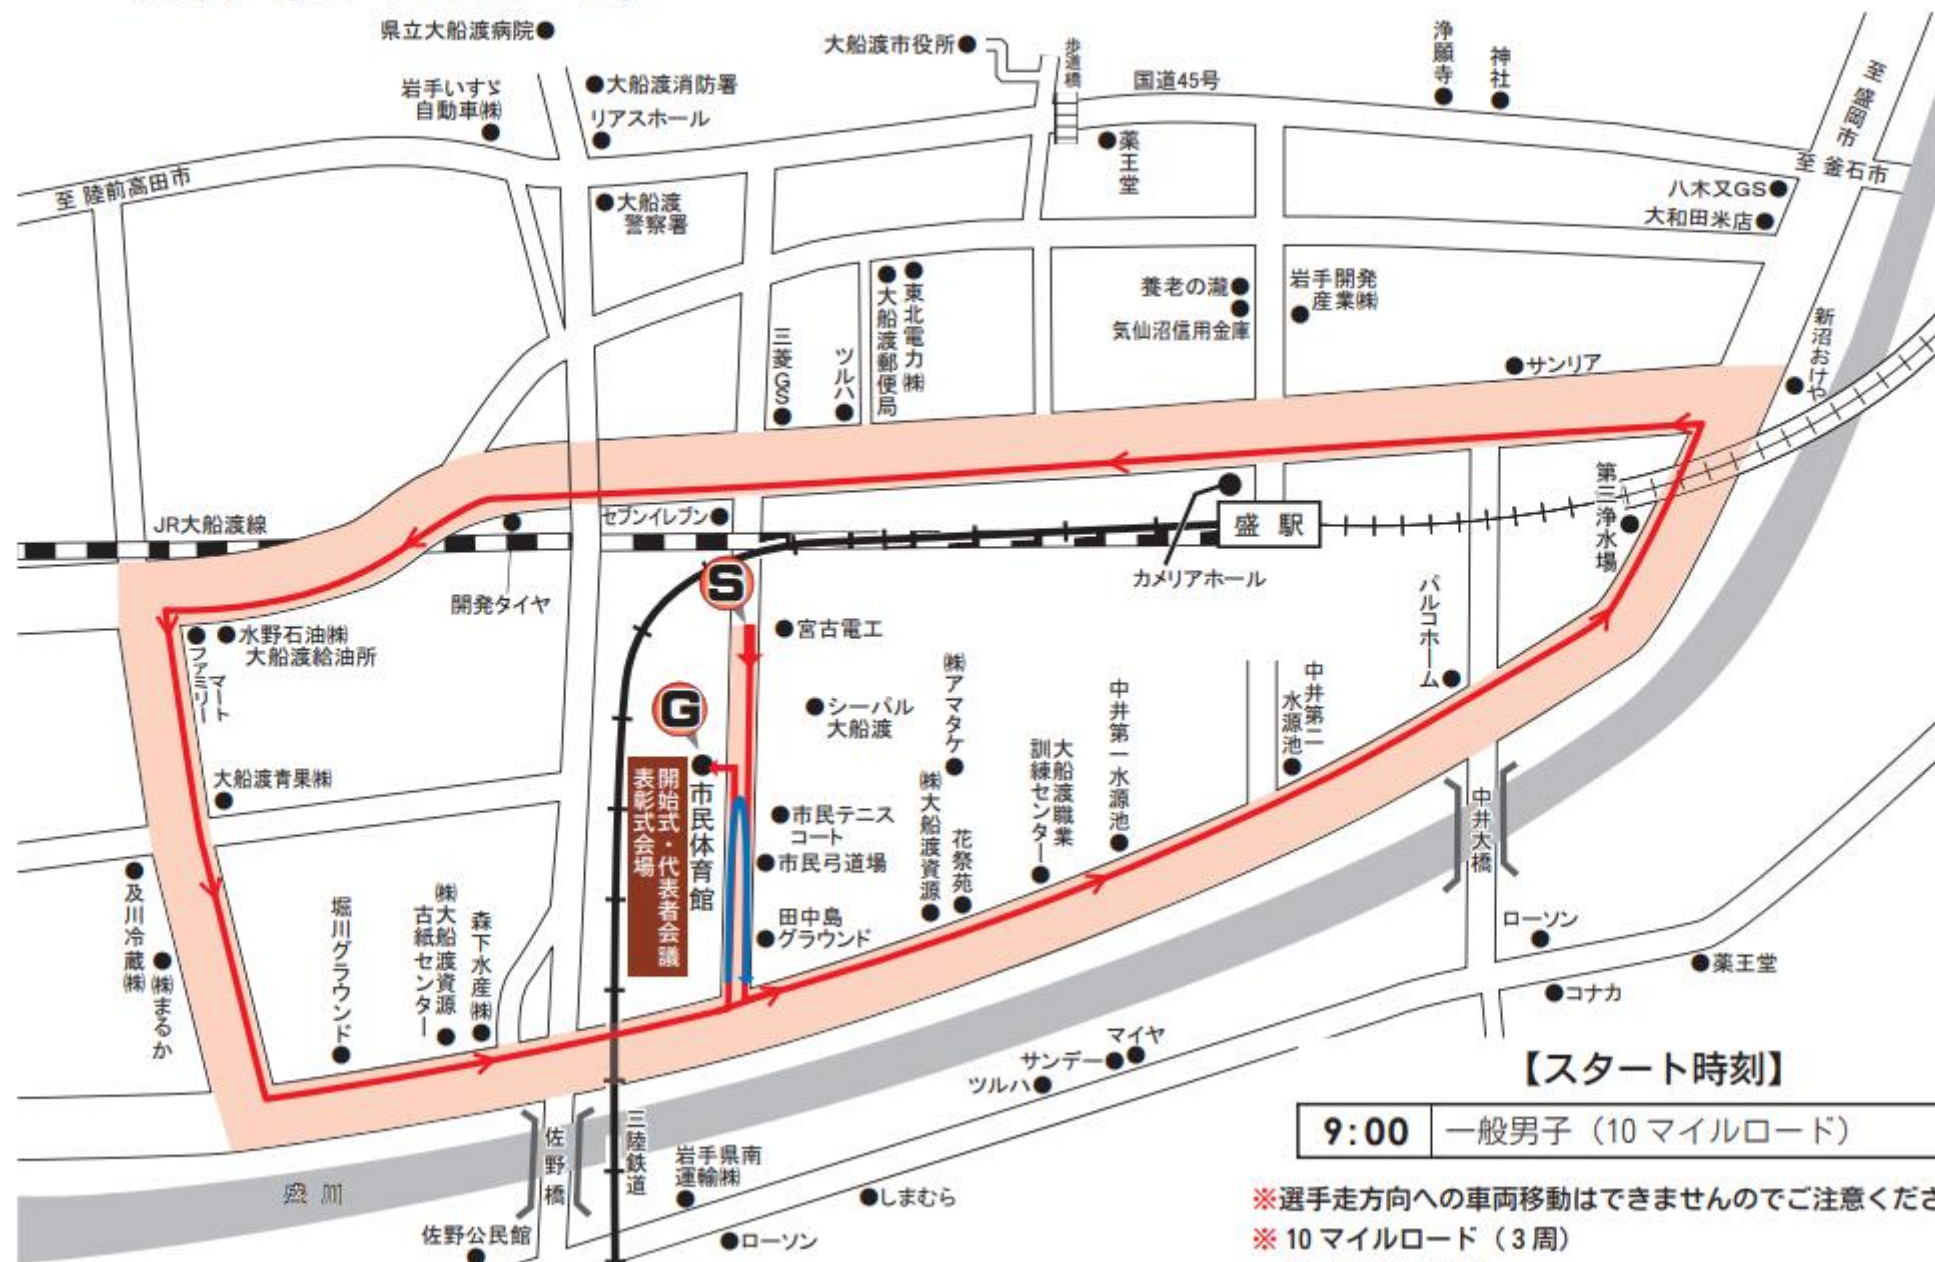 県立大船渡病院
大船渡市役所
歩道橋
国道45号
浄願寺
神社
至 盛岡市
至 釜石市
岩手いすゞ
自動車㈱
大船渡消防署
リアスホール
薬王堂
至 陸前高田市
大船渡
警察署
八木又GS
大和田米店
三菱GS
ツルハ
大船渡郵便局
東北電力㈱
養老の瀧
気仙沼信用金庫
岩手開発
産業㈱
サンリア
新沼おけや
JR大船渡線
セブンイレブン
盛 駅
第三浄水場
カメリアホール
開発タイヤ
S
宮古電工
水野石油㈱
大船渡給油所
ファミリー
マート
G
シーパル
大船渡
㈱アマタケ
中井第一水源池
中井第二
水源池
パルコホーム
大船渡青果㈱
開始式・代表者会議
表彰式会場
市民体育館
市民テニス
コート
市民弓道場
田中島
グラウンド
㈱大船渡資源
花祭苑
大船渡職業
訓練センター
中井大橋
及川冷蔵㈱
㈱まるか
堀川グラウンド
㈱大船渡資源
古紙センター
森下水産㈱
ローソン
薬王堂
コナカ
マイヤ
サンデー
ツルハ
盛 川
佐野橋
三陸鉄道
岩手県南
運輸㈱
しまむら
佐野公民館
ローソン
【スタート時刻】
9:00 一般男子（10 マイルロード）
※選手走方向への車両移動はできませんのでご注意くださ
※ 10 マイルロード（3 周）